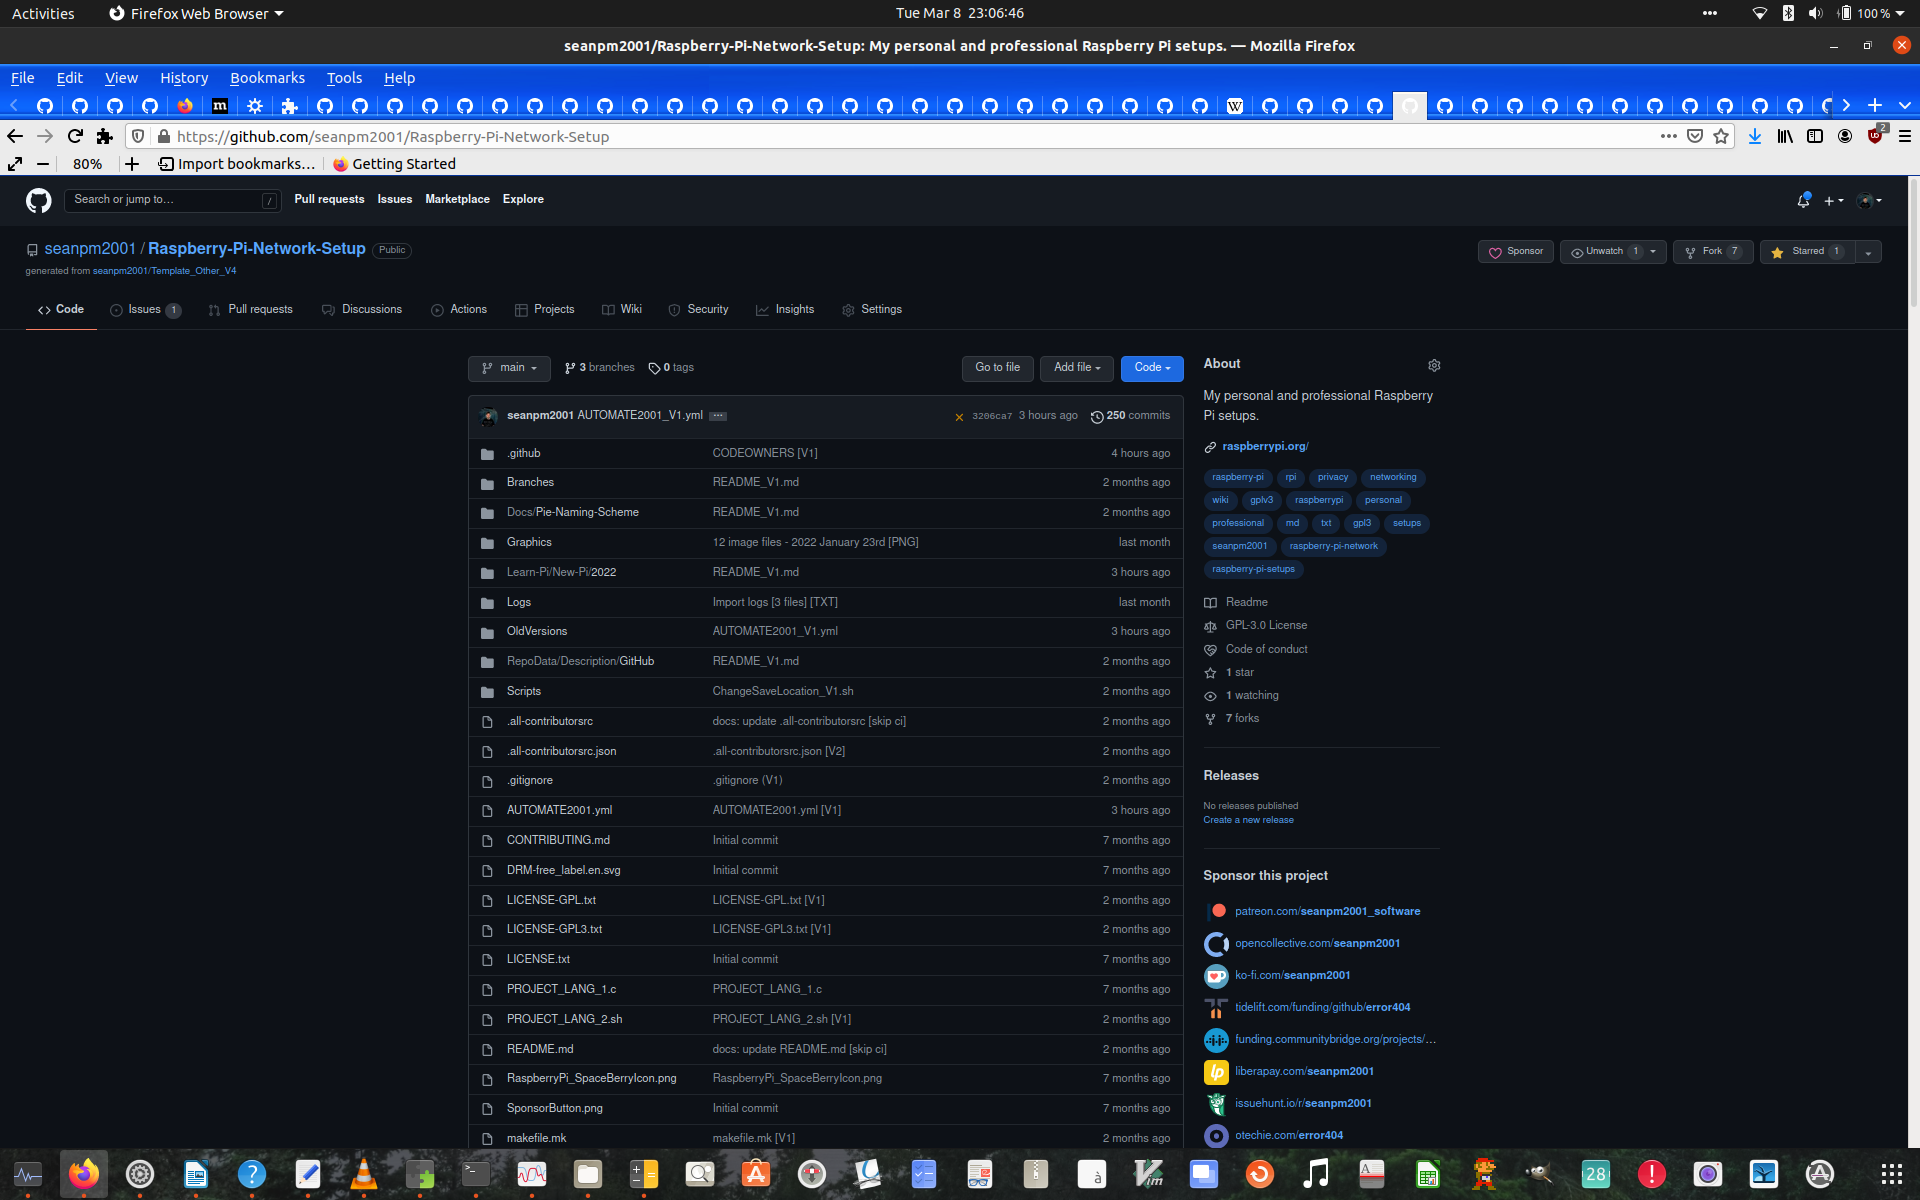 Activities
Firefox Web Browser
Tue Mar 8 23:06:46
100 %
seanpm2001/Raspberry-Pi-Network-Setup: My personal and professional Raspberry Pi setups. — Mozilla Firefox
File Edit View History Bookmarks Tools Help
https://github.com/seanpm2001/Raspberry-Pi-Network-Setup
2
80%
Import bookmarks…
Getting Started
Search or jump to…
/
Pull requests Issues Marketplace Explore
seanpm2001 / Raspberry-Pi-Network-Setup Public
generated from seanpm2001/Template_Other_V4
Sponsor
Unwatch 1
Fork 7
Starred 1
Code
Issues 1
Pull requests
Discussions
Actions
Projects
Wiki
Security
Insights
Settings
main
3 branches
0 tags
Go to file
Add file
Code
seanpm2001 AUTOMATE2001_V1.yml
3206ca7 3 hours ago
250 commits
.github CODEOWNERS [V1] 4 hours ago
Branches README_V1.md 2 months ago
Docs/Pie-Naming-Scheme README_V1.md 2 months ago
Graphics 12 image files - 2022 January 23rd [PNG] last month
Learn-Pi/New-Pi/2022 README_V1.md 3 hours ago
Logs Import logs [3 files] [TXT] last month
OldVersions AUTOMATE2001_V1.yml 3 hours ago
RepoData/Description/GitHub README_V1.md 2 months ago
Scripts ChangeSaveLocation_V1.sh 2 months ago
.all-contributorsrc docs: update .all-contributorsrc [skip ci] 2 months ago
.all-contributorsrc.json .all-contributorsrc.json [V2] 2 months ago
.gitignore .gitignore (V1) 2 months ago
AUTOMATE2001.yml AUTOMATE2001.yml [V1] 3 hours ago
CONTRIBUTING.md Initial commit 7 months ago
DRM-free_label.en.svg Initial commit 7 months ago
LICENSE-GPL.txt LICENSE-GPL.txt [V1] 2 months ago
LICENSE-GPL3.txt LICENSE-GPL3.txt [V1] 2 months ago
LICENSE.txt Initial commit 7 months ago
PROJECT_LANG_1.c PROJECT_LANG_1.c 7 months ago
PROJECT_LANG_2.sh PROJECT_LANG_2.sh [V1] 2 months ago
README.md docs: update README.md [skip ci] 2 months ago
RaspberryPi_SpaceBerryIcon.png RaspberryPi_SpaceBerryIcon.png 7 months ago
SponsorButton.png Initial commit 7 months ago
makefile.mk makefile.mk [V1] 2 months ago
About
My personal and professional Raspberry
Pi setups.
raspberrypi.org/
raspberry-pi rpi privacy networking
wiki gplv3 raspberrypi personal
professional md txt gpl3 setups
seanpm2001 raspberry-pi-network
raspberry-pi-setups
Readme
GPL-3.0 License
Code of conduct
1 star
1 watching
7 forks
Releases
No releases published
Create a new release
Sponsor this project
patreon.com/seanpm2001_software
opencollective.com/seanpm2001
ko-fi.com/seanpm2001
tidelift.com/funding/github/error404
funding.communitybridge.org/projects/…
liberapay.com/seanpm2001
issuehunt.io/r/seanpm2001
otechie.com/error404
28